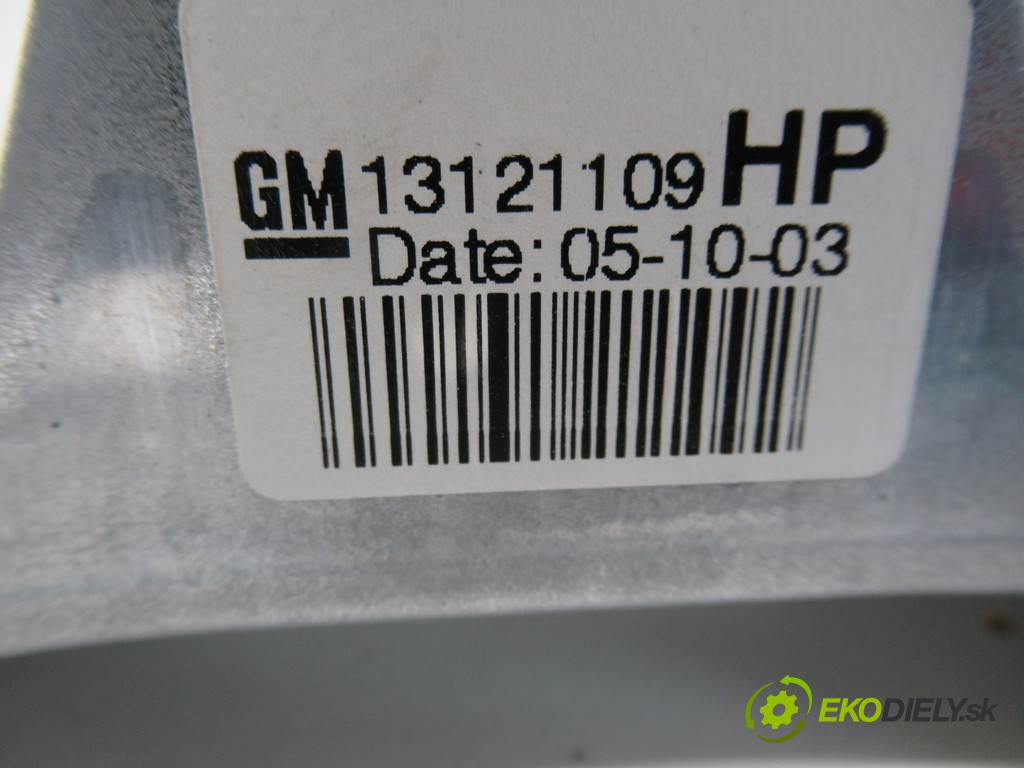 GM 13121109 HP
Date: 05-10-03
EKODIELY.sk